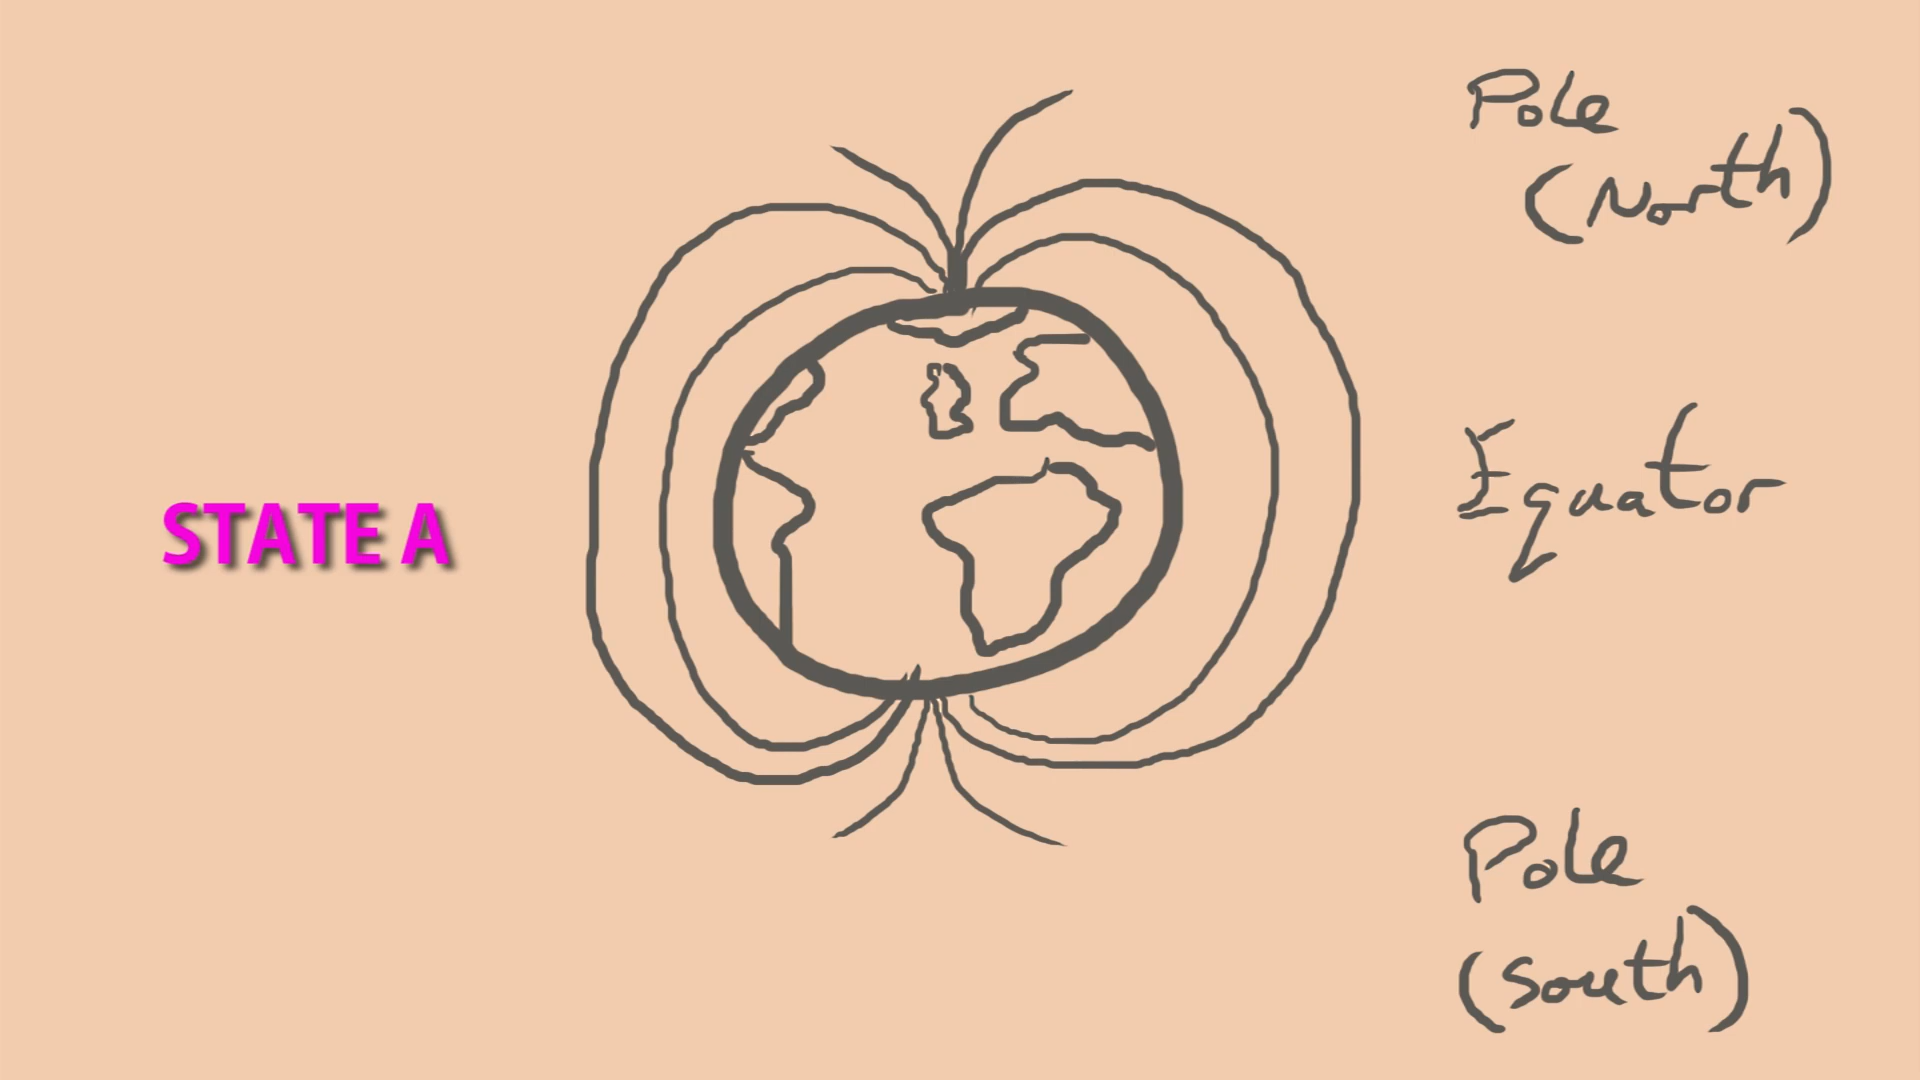 STATE A
Pole
(North)
Equator
Pole
(South)